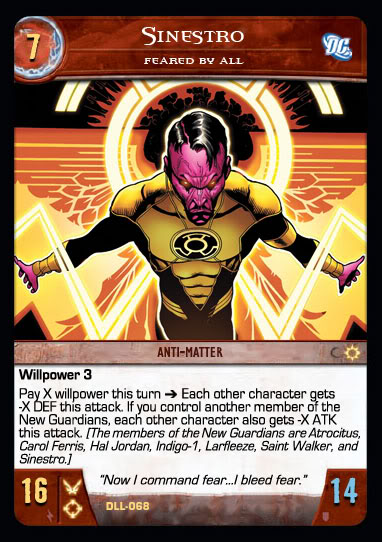 7
SINESTRO
FEARED BY ALL
DC
ANTI-MATTER
C
Willpower 3
Pay X willpower this turn ➔ Each other character gets
-X DEF this attack. If you control another member of the
New Guardians, each other character also gets -X ATK
this attack. [The members of the New Guardians are Atrocitus,
Carol Ferris, Hal Jordan, Indigo-1, Larfleeze, Saint Walker, and
Sinestro.]
"Now I command fear...I bleed fear."
16
DLL-068
14